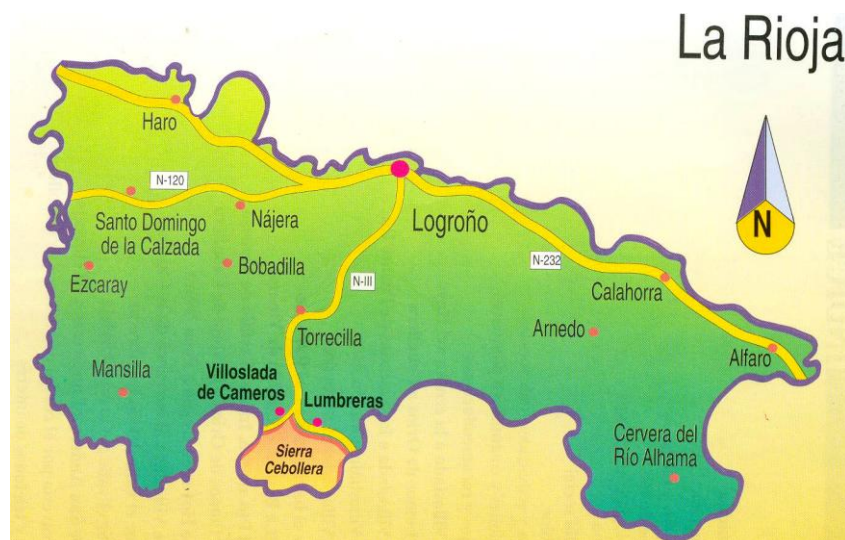 La Rioja
Haro
N-120
Santo Domingo
de la Calzada
Nájera
Logroño
N
Ezcaray
Bobadilla
N-III
N-232
Calahorra
Torrecilla
Arnedo
Alfaro
Mansilla
Villoslada
de Cameros
Lumbreras
Sierra
Cebollera
Cervera del
Río Alhama